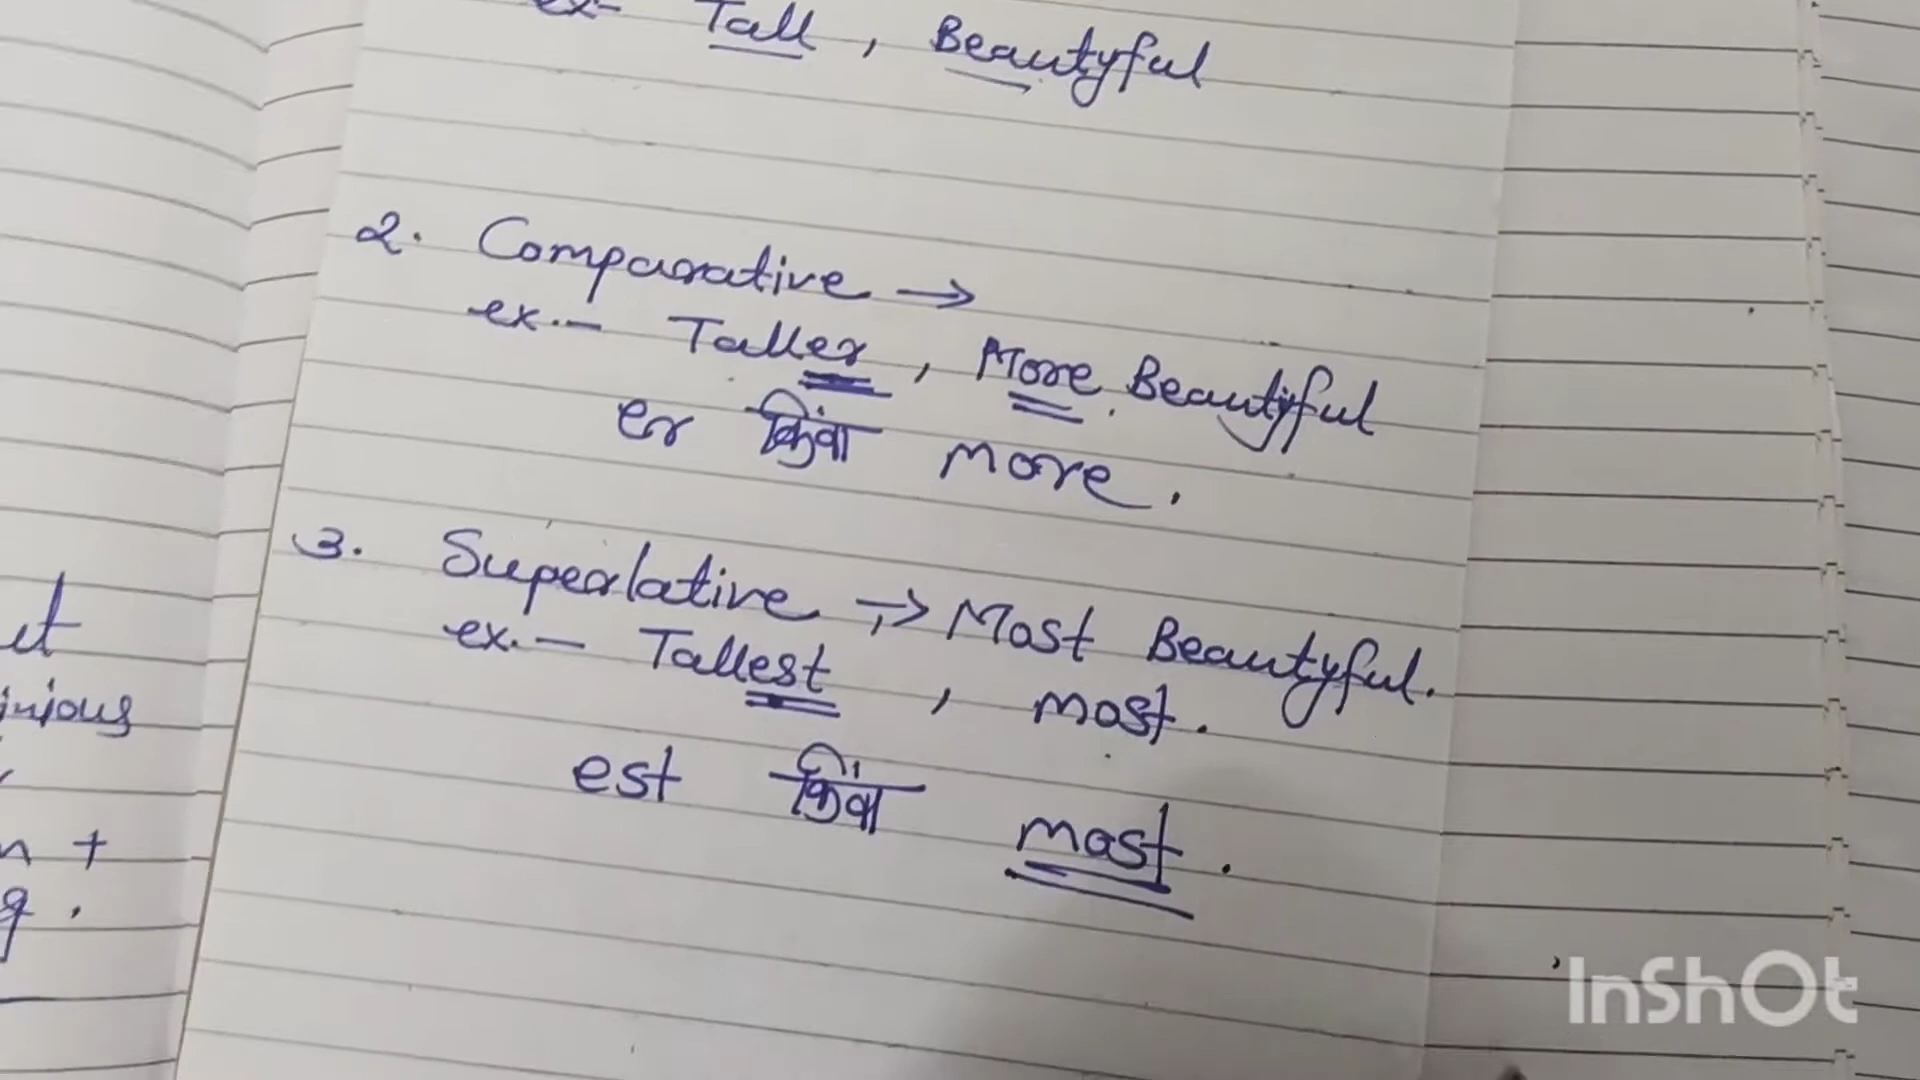 ex- Tall, Beautyful
2. Comparative →
ex.- Taller, More Beautyful
er किंवा more.
3. Superlative → Most Beautyful.
ex.- Tallest, most.
est किंवा most.
et
n +
g.
InShOt